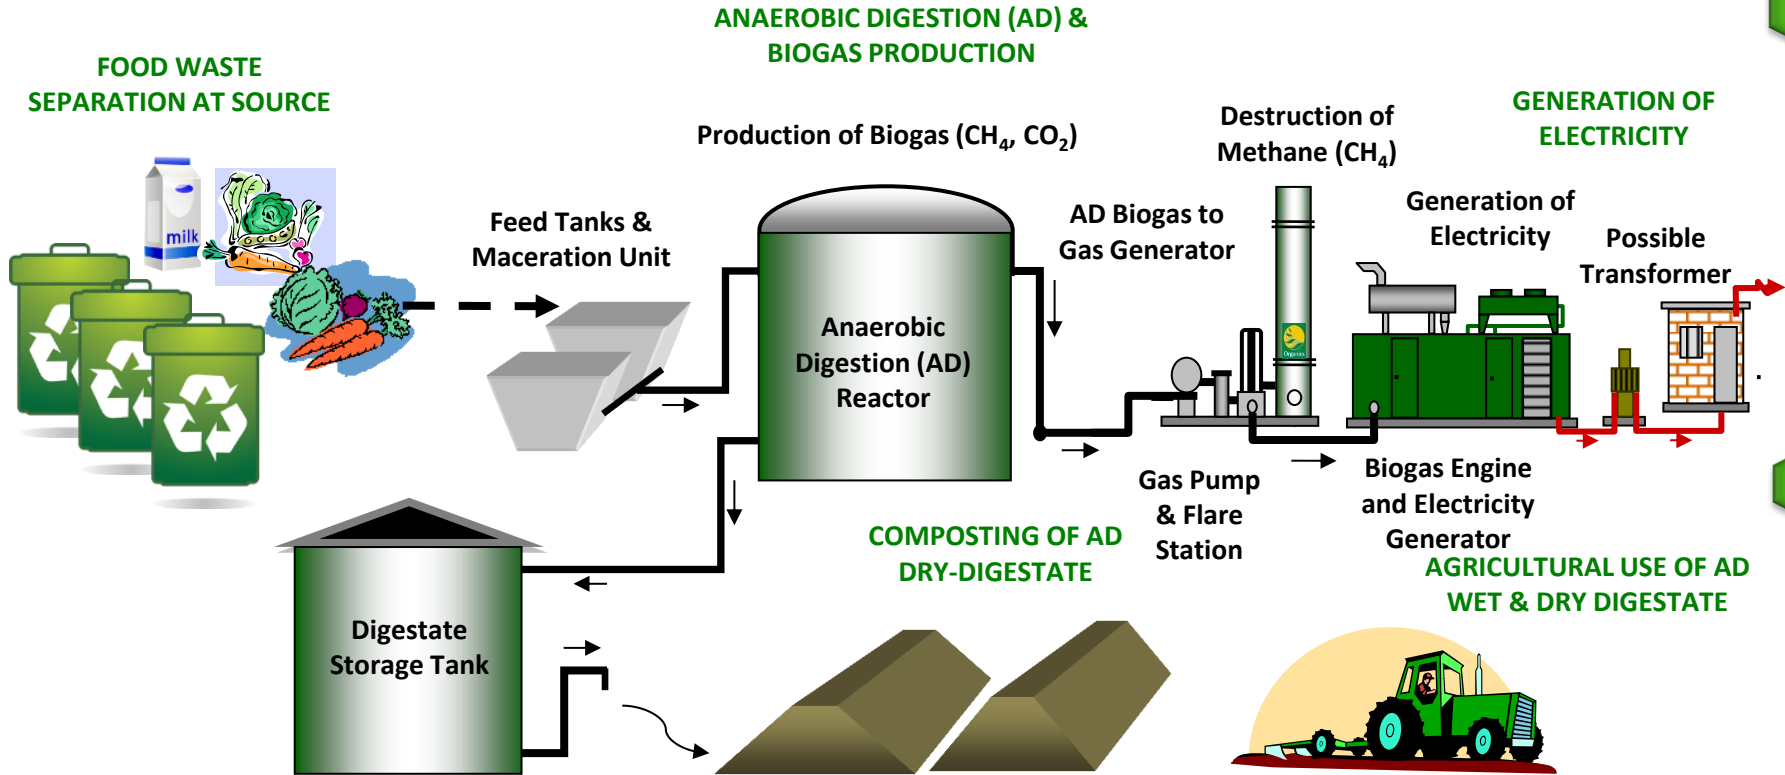 ANAEROBIC DIGESTION (AD) &
BIOGAS PRODUCTION
FOOD WASTE
SEPARATION AT SOURCE
GENERATION OF
ELECTRICITY
Production of Biogas (CH₄, CO₂)
Destruction of
Methane (CH₄)
milk
Feed Tanks &
Maceration Unit
AD Biogas to
Gas Generator
Generation of
Electricity
Possible
Transformer
Anaerobic
Digestion (AD)
Reactor
Organics
Gas Pump
& Flare
Station
Biogas Engine
and Electricity
Generator
COMPOSTING OF AD
DRY-DIGESTATE
AGRICULTURAL USE OF AD
WET & DRY DIGESTATE
Digestate
Storage Tank